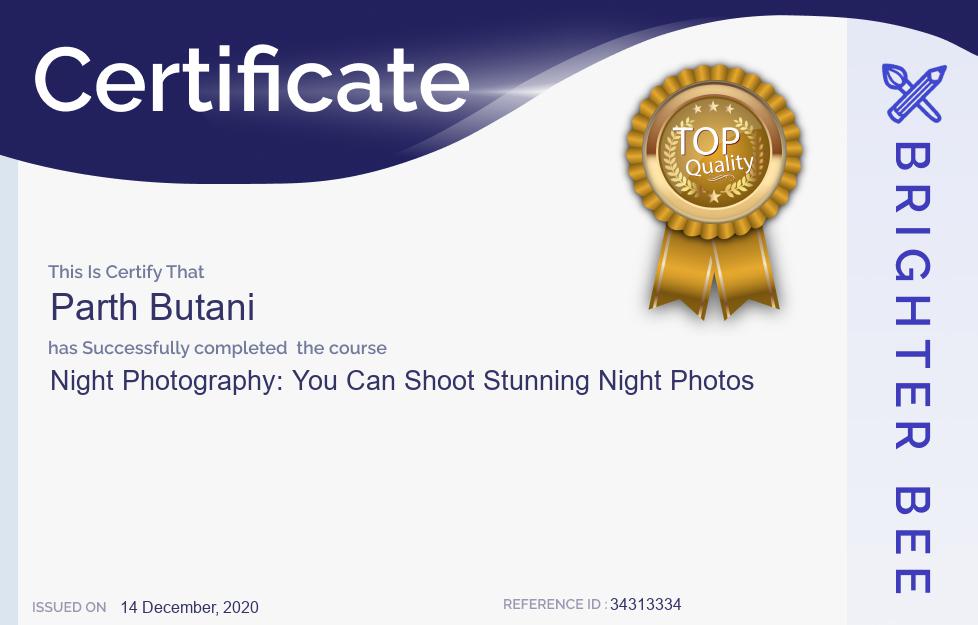 Certificate
TOP
Quality
This Is Certify That
Parth Butani
has Successfully completed the course
Night Photography: You Can Shoot Stunning Night Photos
ISSUED ON 14 December, 2020
REFERENCE ID : 34313334
BRIGHTER BEE